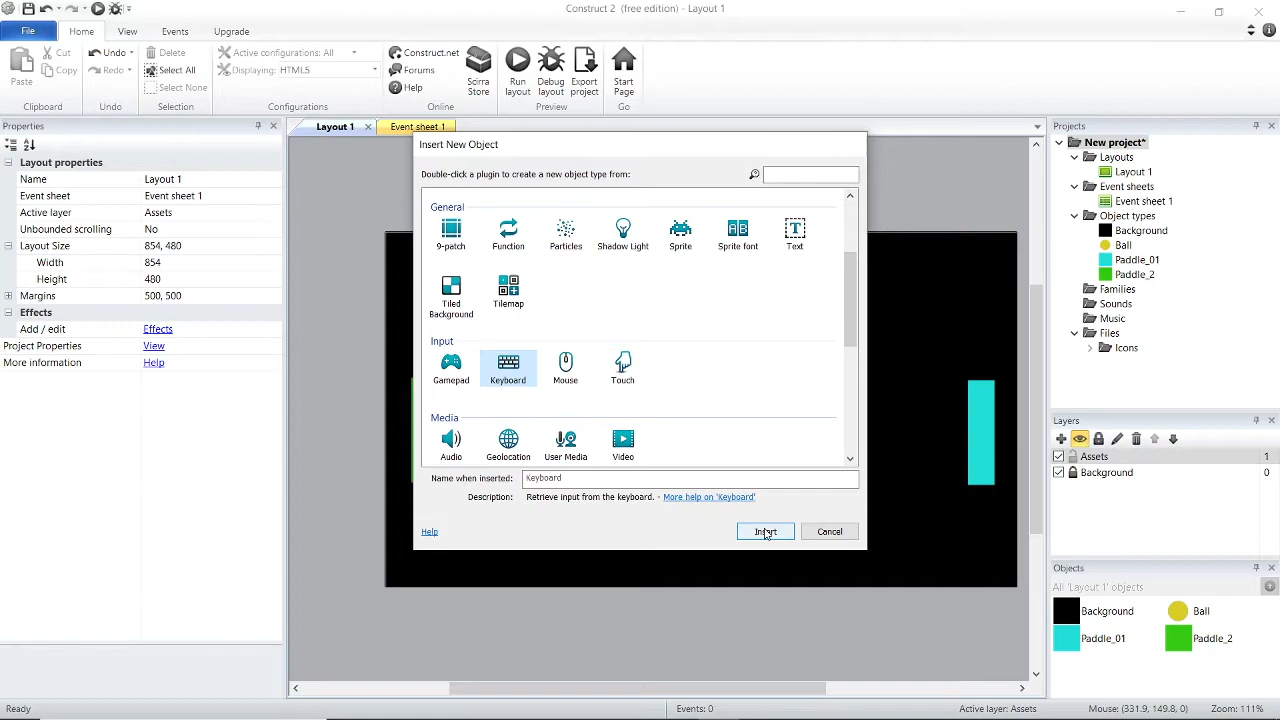 Construct 2 (free edition) - Layout 1
File
Home
View
Events
Upgrade
Paste
Cut
Copy
Clipboard
Undo
Redo
Undo
Delete
Select All
Select None
Selection
Active configurations: All
Displaying: HTML5
Configurations
Construct.net
Forums
Help
Scirra Store
Online
Run layout
Debug layout
Export project
Preview
Start Page
Go
Properties
Layout properties
Name Layout 1
Event sheet Event sheet 1
Active layer Assets
Unbounded scrolling No
Layout Size 854, 480
Width 854
Height 480
Margins 500, 500
Effects
Add / edit Effects
Project Properties View
More information Help
Layout 1
Event sheet 1
Insert New Object
Double-click a plugin to create a new object type from:
General
9-patch Function Particles Shadow Light Sprite Sprite font Text
Tiled Background Tilemap
Input
Gamepad Keyboard Mouse Touch
Media
Audio Geolocation User Media Video
Name when inserted: Keyboard
Description: Retrieve input from the keyboard. - More help on 'Keyboard'
Help
Insert
Cancel
Projects
New project*
Layouts
Layout 1
Event sheets
Event sheet 1
Object types
Background
Ball
Paddle_01
Paddle_2
Families
Sounds
Music
Files
Icons
Layers
Assets 1
Background 0
Objects
All 'Layout 1' objects
Background Ball
Paddle_01 Paddle_2
Ready
Events: 0
Active layer: Assets
Mouse: (331.9, 149.8, 0)
Zoom: 111%